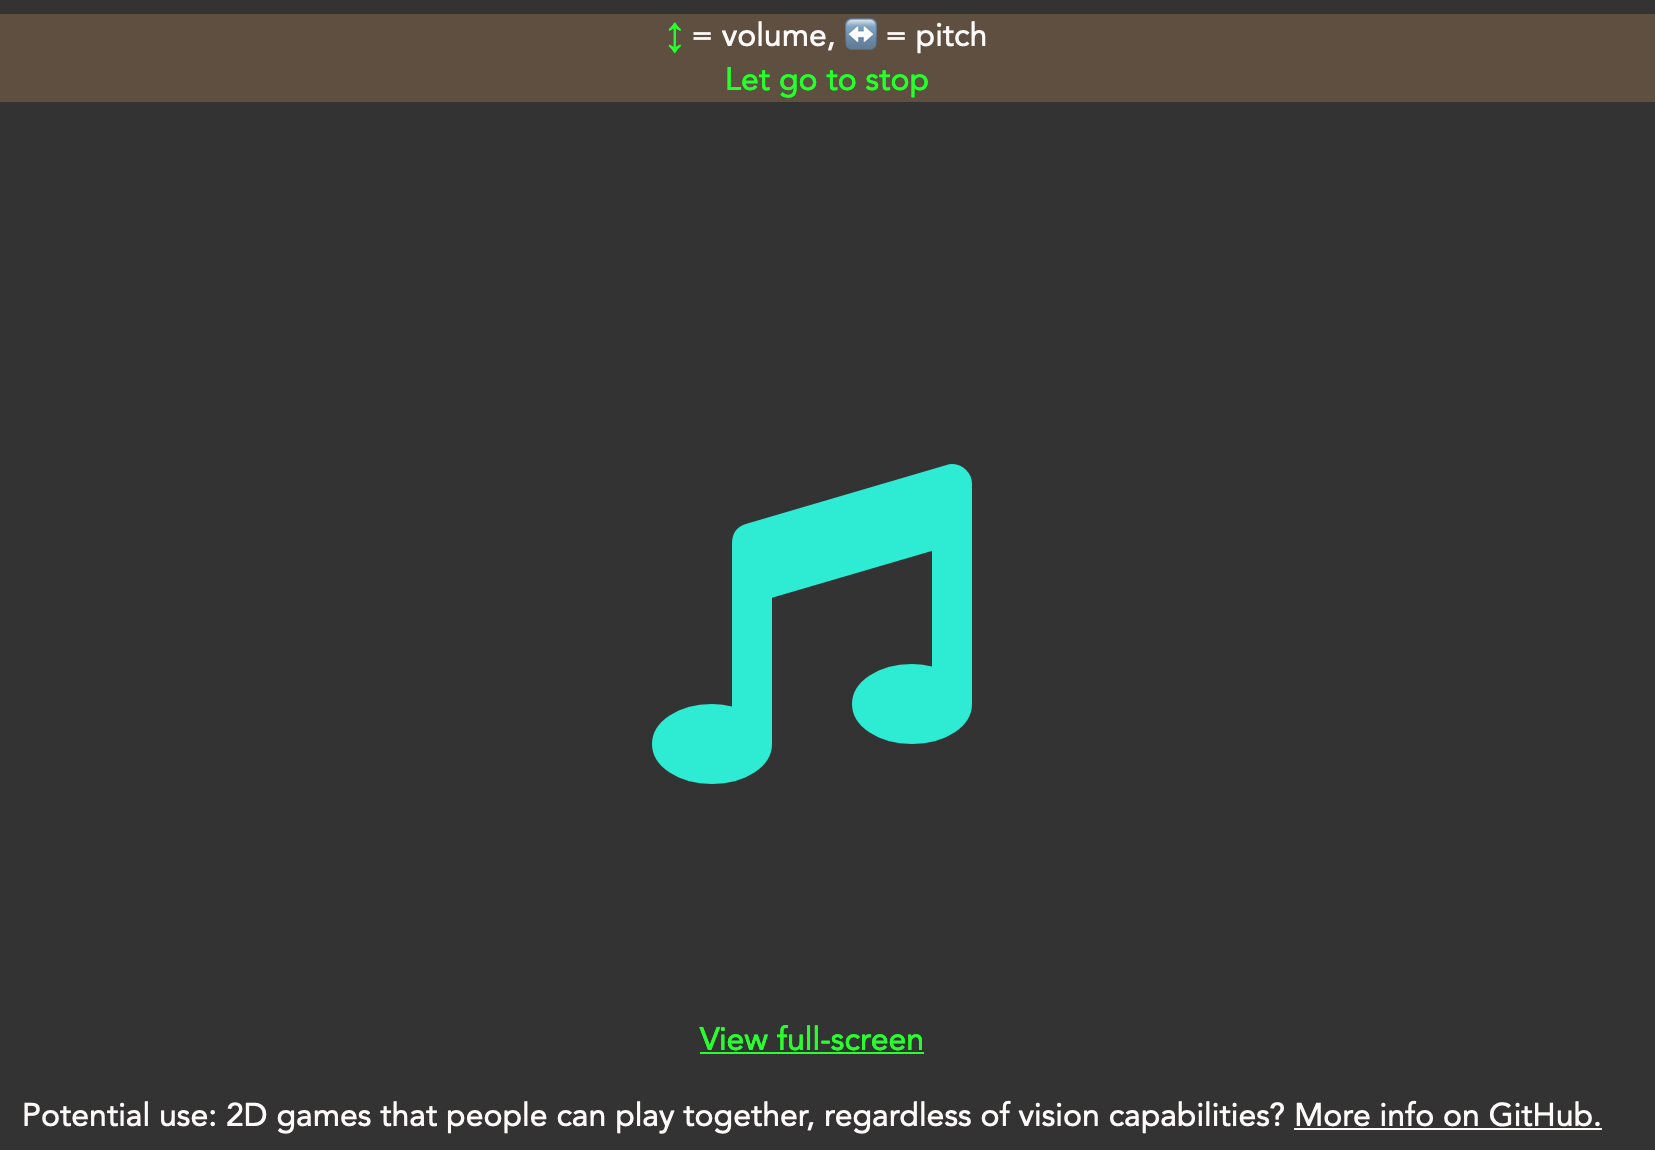 ↕ = volume, ↔️ = pitch
Let go to stop
View full-screen
Potential use: 2D games that people can play together, regardless of vision capabilities? More info on GitHub.